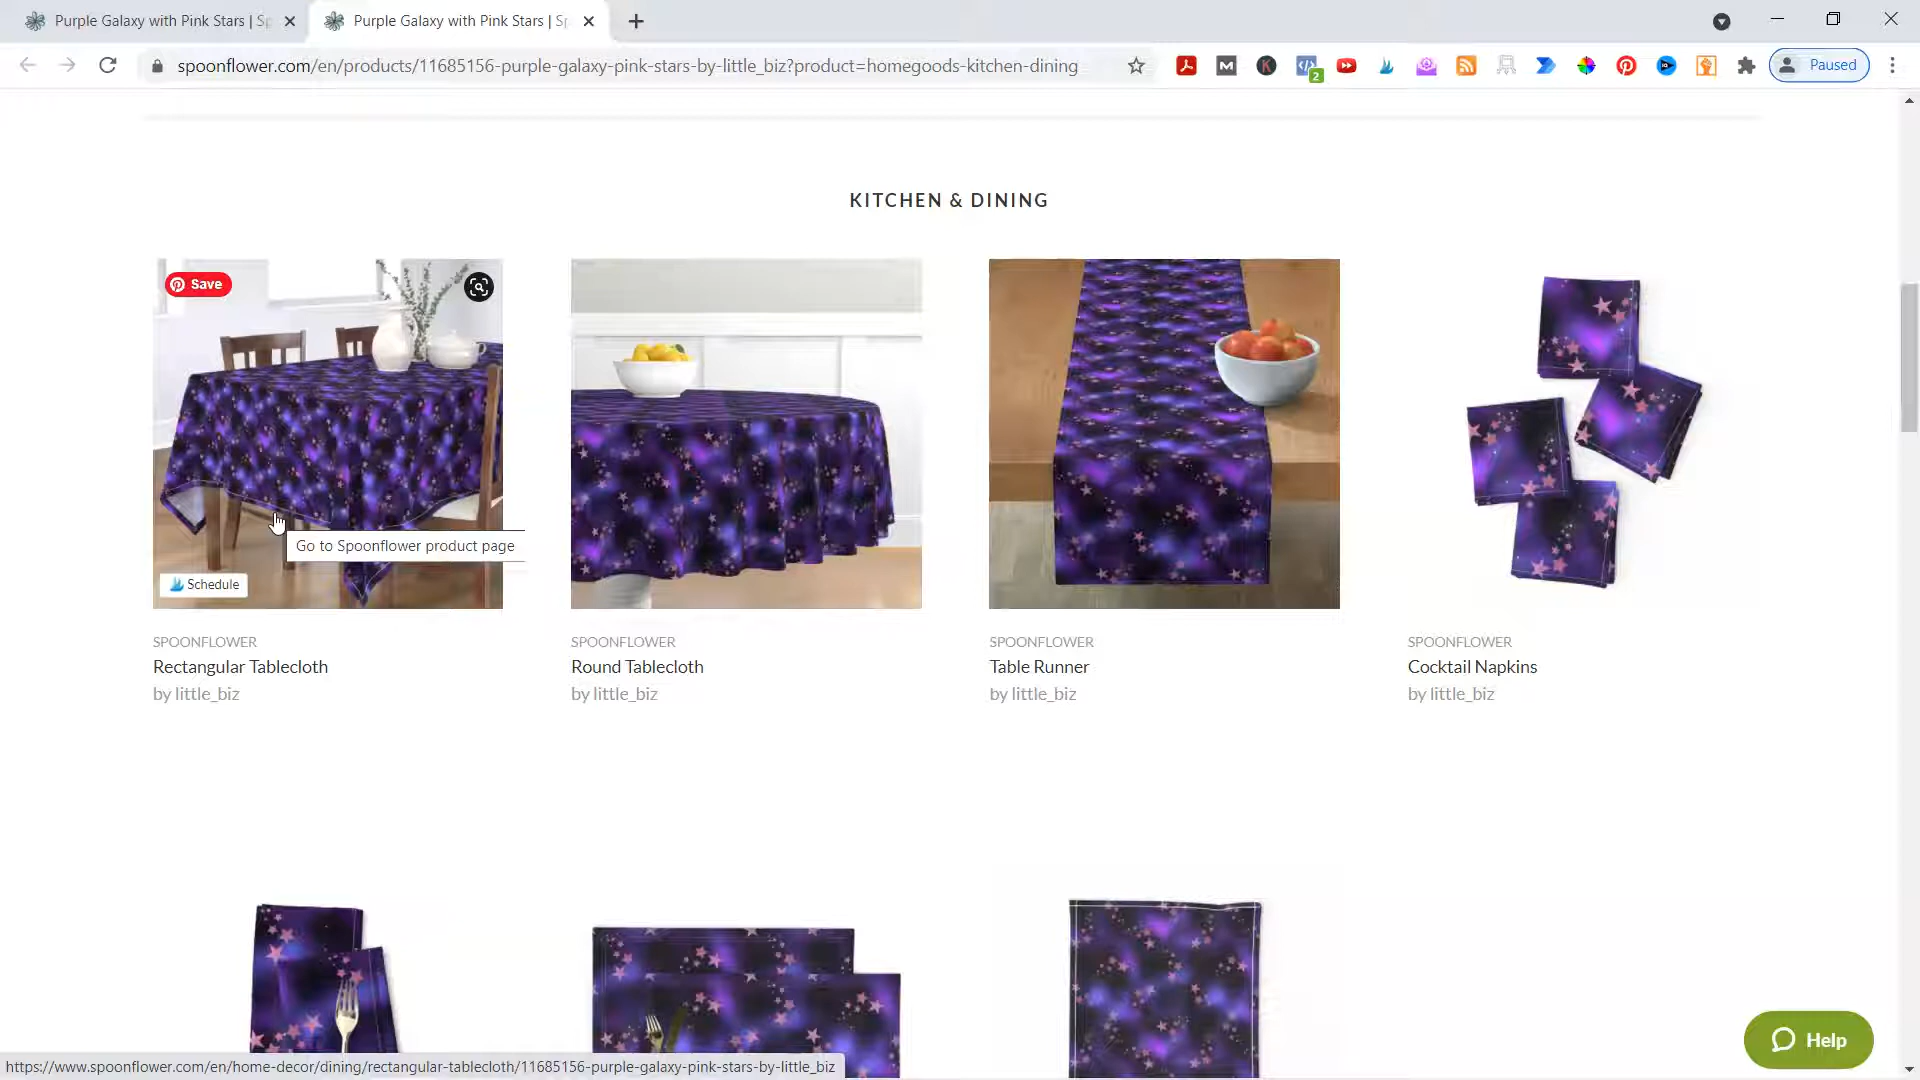 Purple Galaxy with Pink Stars | Sp
Purple Galaxy with Pink Stars | Sp
spoonflower.com/en/products/11685156-purple-galaxy-pink-stars-by-little_biz?product=homegoods-kitchen-dining
2
Paused
KITCHEN & DINING
Save
Go to Spoonflower product page
Schedule
SPOONFLOWER
Rectangular Tablecloth
by little_biz
SPOONFLOWER
Round Tablecloth
by little_biz
SPOONFLOWER
Table Runner
by little_biz
SPOONFLOWER
Cocktail Napkins
by little_biz
Help
https://www.spoonflower.com/en/home-decor/dining/rectangular-tablecloth/11685156-purple-galaxy-pink-stars-by-little_biz